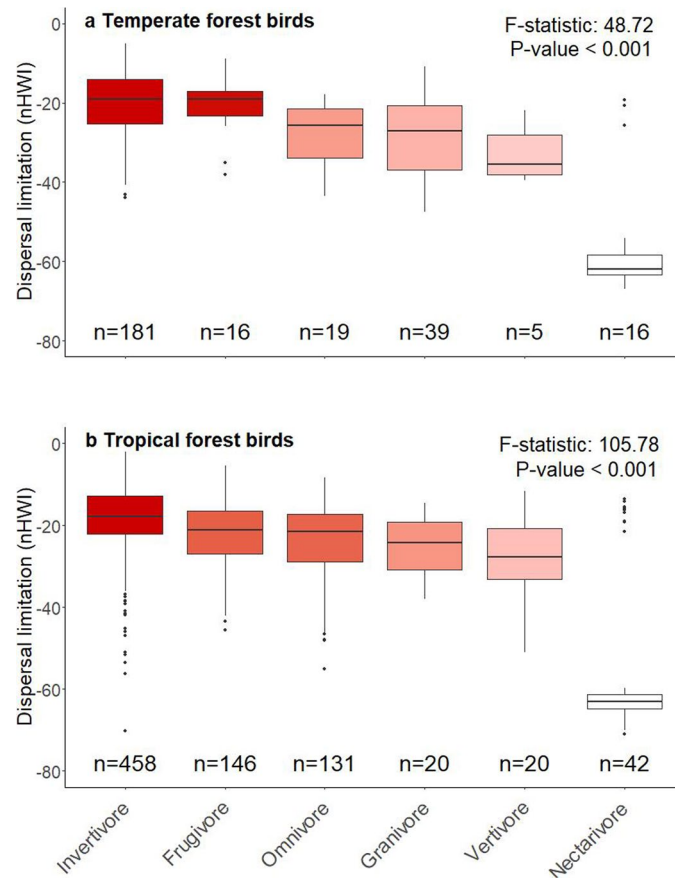 a Temperate forest birds
F-statistic: 48.72
P-value < 0.001
Dispersal limitation (nHWI)
0
-20
-40
-60
-80
n=181 n=16 n=19 n=39 n=5 n=16
b Tropical forest birds
F-statistic: 105.78
P-value < 0.001
Dispersal limitation (nHWI)
0
-20
-40
-60
-80
n=458 n=146 n=131 n=20 n=20 n=42
Invertivore Frugivore Omnivore Granivore Vertivore Nectarivore